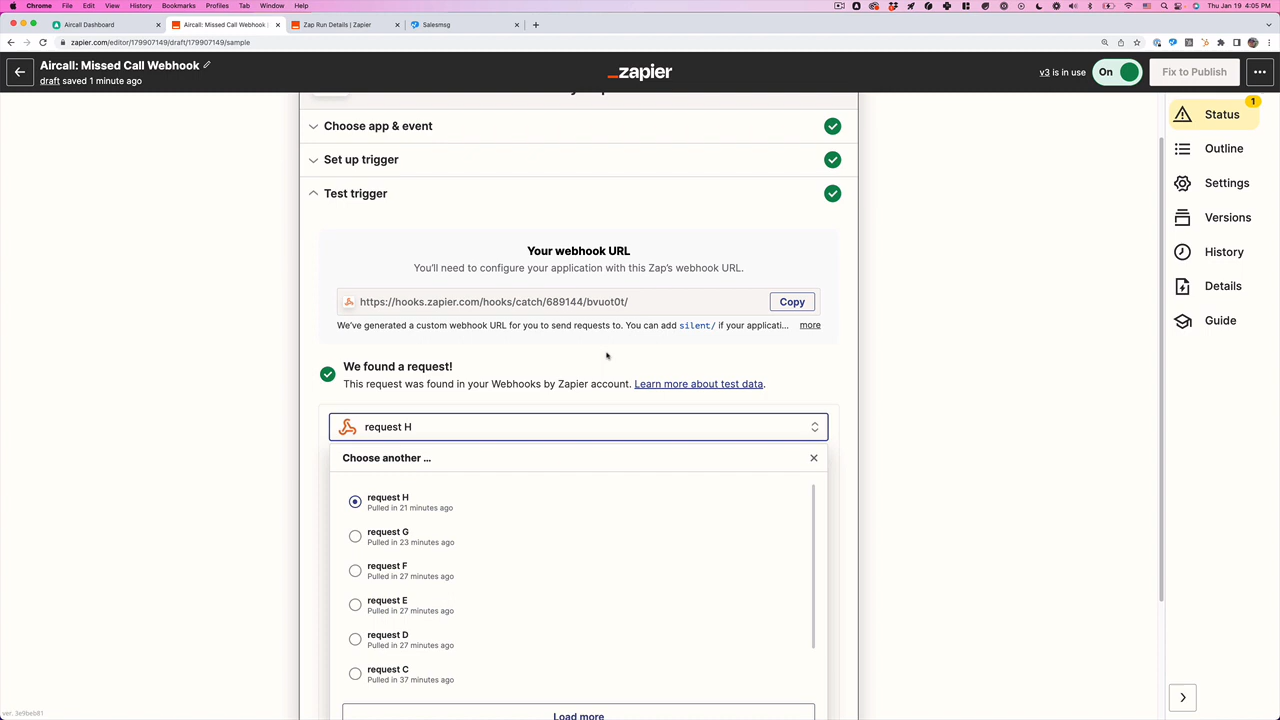 Chrome File Edit View History Bookmarks Profiles Tab Window Help
Thu Jan 19 4:05 PM
Aircall Dashboard
Aircall: Missed Call Webhook
Zap Run Details | Zapier
Salesmsg
zapier.com/editor/179907149/draft/179907149/sample
Aircall: Missed Call Webhook
draft saved 1 minute ago
_zapier
v3 is in use
On
Fix to Publish
Choose app & event
Set up trigger
Test trigger
Your webhook URL
You'll need to configure your application with this Zap's webhook URL.
https://hooks.zapier.com/hooks/catch/689144/bvuot0t/
Copy
We've generated a custom webhook URL for you to send requests to. You can add silent/ if your applicati...
more
We found a request!
This request was found in your Webhooks by Zapier account. Learn more about test data.
request H
Choose another ...
request H
Pulled in 21 minutes ago
request G
Pulled in 23 minutes ago
request F
Pulled in 27 minutes ago
request E
Pulled in 27 minutes ago
request D
Pulled in 27 minutes ago
request C
Pulled in 37 minutes ago
Load more
1
Status
Outline
Settings
Versions
History
Details
Guide
ver. 3e9beb81